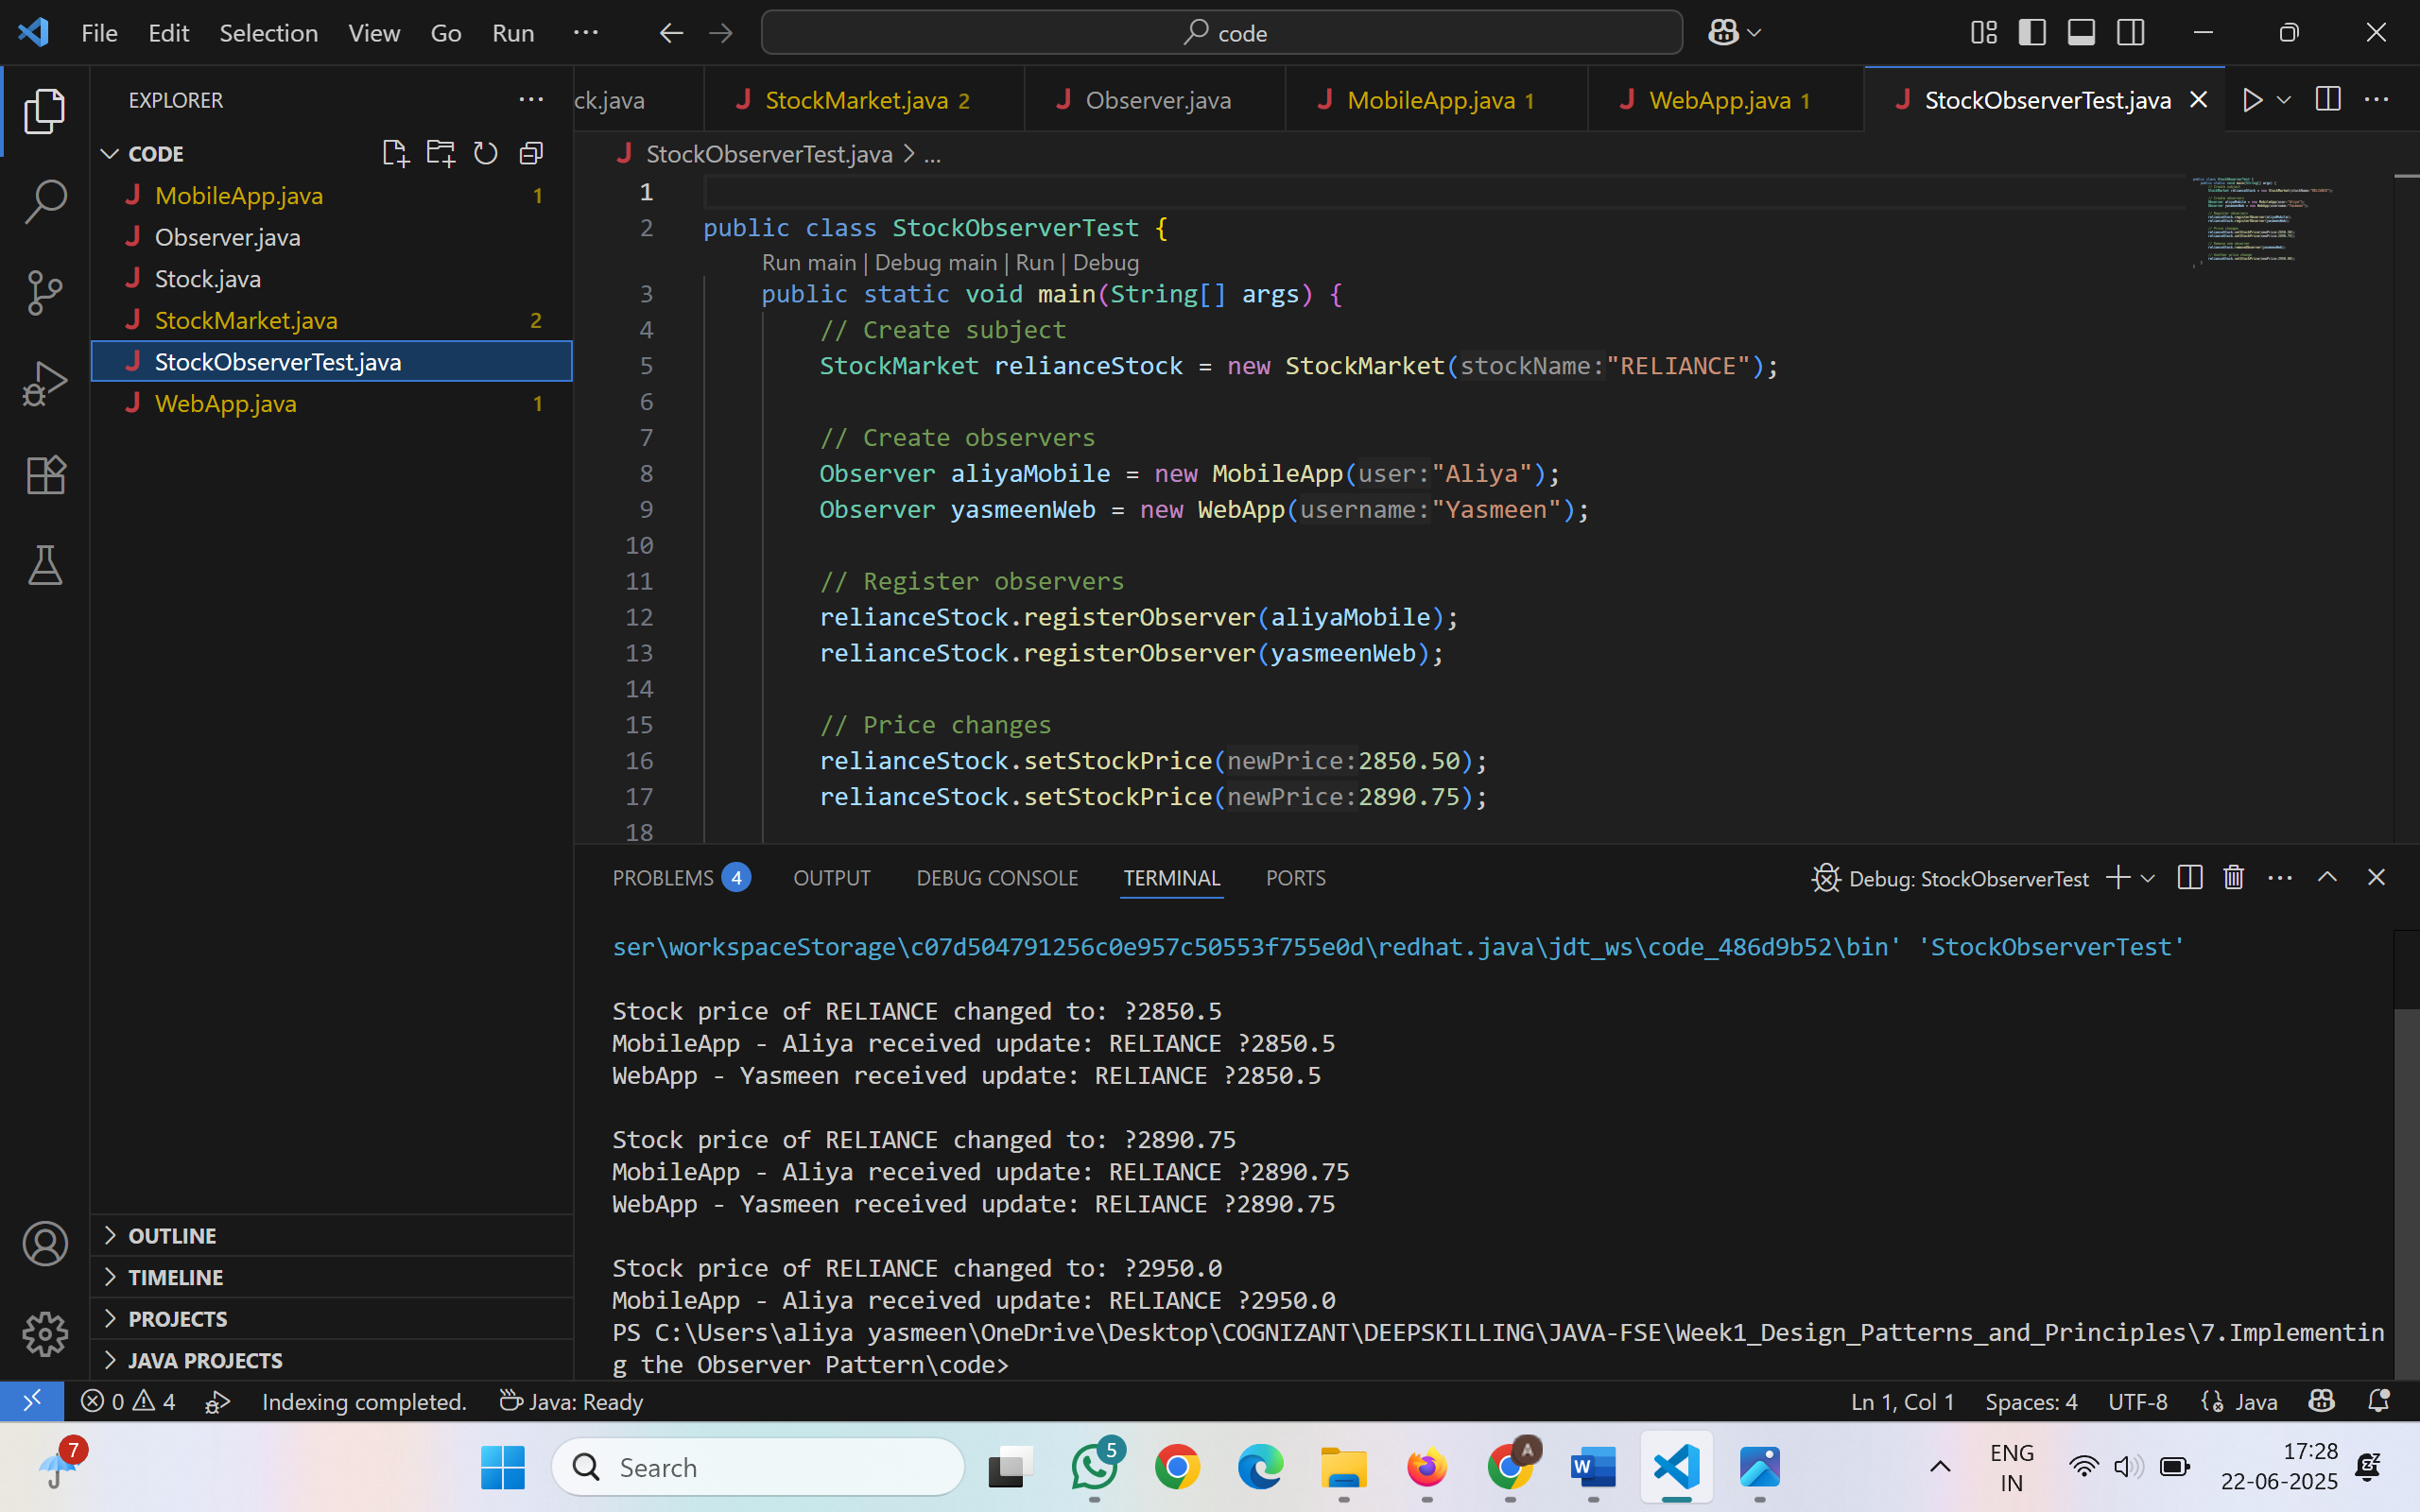 File Edit Selection View Go Run ··· code
EXPLORER
CODE
MobileApp.java 1
Observer.java
Stock.java
StockMarket.java 2
StockObserverTest.java
WebApp.java 1
OUTLINE
TIMELINE
PROJECTS
JAVA PROJECTS
ck.java StockMarket.java 2 Observer.java MobileApp.java 1 WebApp.java 1 StockObserverTest.java
StockObserverTest.java > ...
1
2 public class StockObserverTest {
Run main | Debug main | Run | Debug
3 public static void main(String[] args) {
4 // Create subject
5 StockMarket relianceStock = new StockMarket(stockName:"RELIANCE");
6
7 // Create observers
8 Observer aliyaMobile = new MobileApp(user:"Aliya");
9 Observer yasmeenWeb = new WebApp(username:"Yasmeen");
10
11 // Register observers
12 relianceStock.registerObserver(aliyaMobile);
13 relianceStock.registerObserver(yasmeenWeb);
14
15 // Price changes
16 relianceStock.setStockPrice(newPrice:2850.50);
17 relianceStock.setStockPrice(newPrice:2890.75);
18
PROBLEMS 4 OUTPUT DEBUG CONSOLE TERMINAL PORTS Debug: StockObserverTest
ser\workspaceStorage\c07d504791256c0e957c50553f755e0d\redhat.java\jdt_ws\code_486d9b52\bin' 'StockObserverTest'
Stock price of RELIANCE changed to: ?2850.5
MobileApp - Aliya received update: RELIANCE ?2850.5
WebApp - Yasmeen received update: RELIANCE ?2850.5
Stock price of RELIANCE changed to: ?2890.75
MobileApp - Aliya received update: RELIANCE ?2890.75
WebApp - Yasmeen received update: RELIANCE ?2890.75
Stock price of RELIANCE changed to: ?2950.0
MobileApp - Aliya received update: RELIANCE ?2950.0
PS C:\Users\aliya yasmeen\OneDrive\Desktop\COGNIZANT\DEEPSKILLING\JAVA-FSE\Week1_Design_Patterns_and_Principles\7.Implementin
g the Observer Pattern\code>
0 4 Indexing completed. Java: Ready Ln 1, Col 1 Spaces: 4 UTF-8 Java
7 Search 5 A W ENG
IN
17:28
22-06-2025